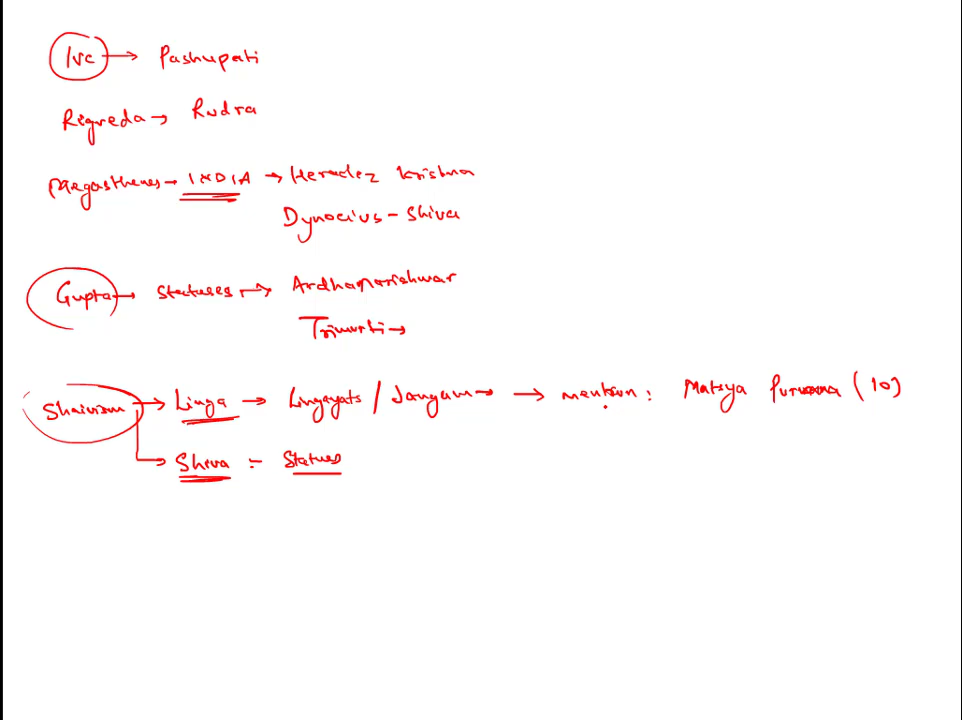 IVC → Pashupati
Rigveda → Rudra
Megasthenes → INDIA → Heraclez Krishna
Dynocius - Shiva
Gupta → Statuses → Ardhanarishwar
Trimurti →
Shaivism → Linga → Lingayats / Jangam → → mention : Matsya Purana (10)
→ Shiva :- Statues